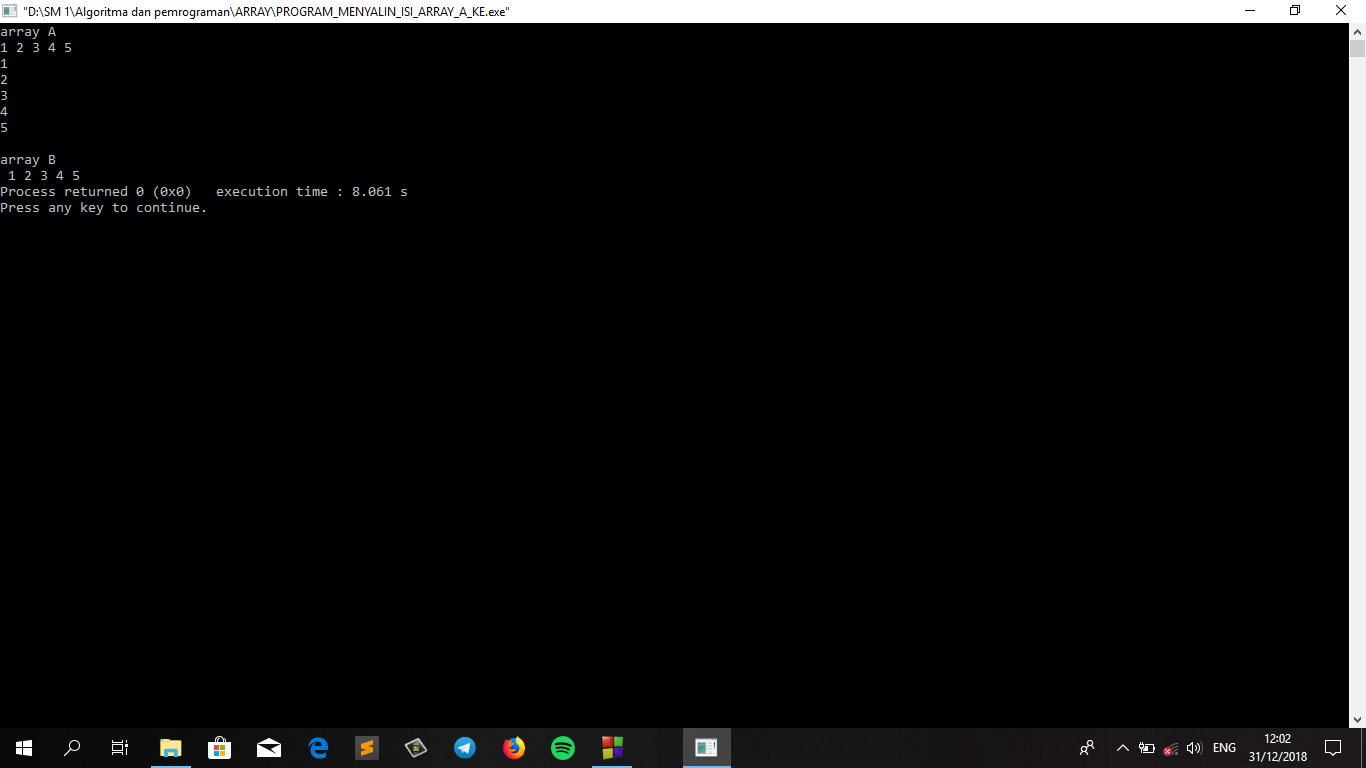 "D:\SM 1\Algoritma dan pemrograman\ARRAY\PROGRAM_MENYALIN_ISI_ARRAY_A_KE.exe"
array A
1 2 3 4 5
1
2
3
4
5
array B
 1 2 3 4 5
Process returned 0 (0x0)   execution time : 8.061 s
Press any key to continue.
ENG
12:02
31/12/2018